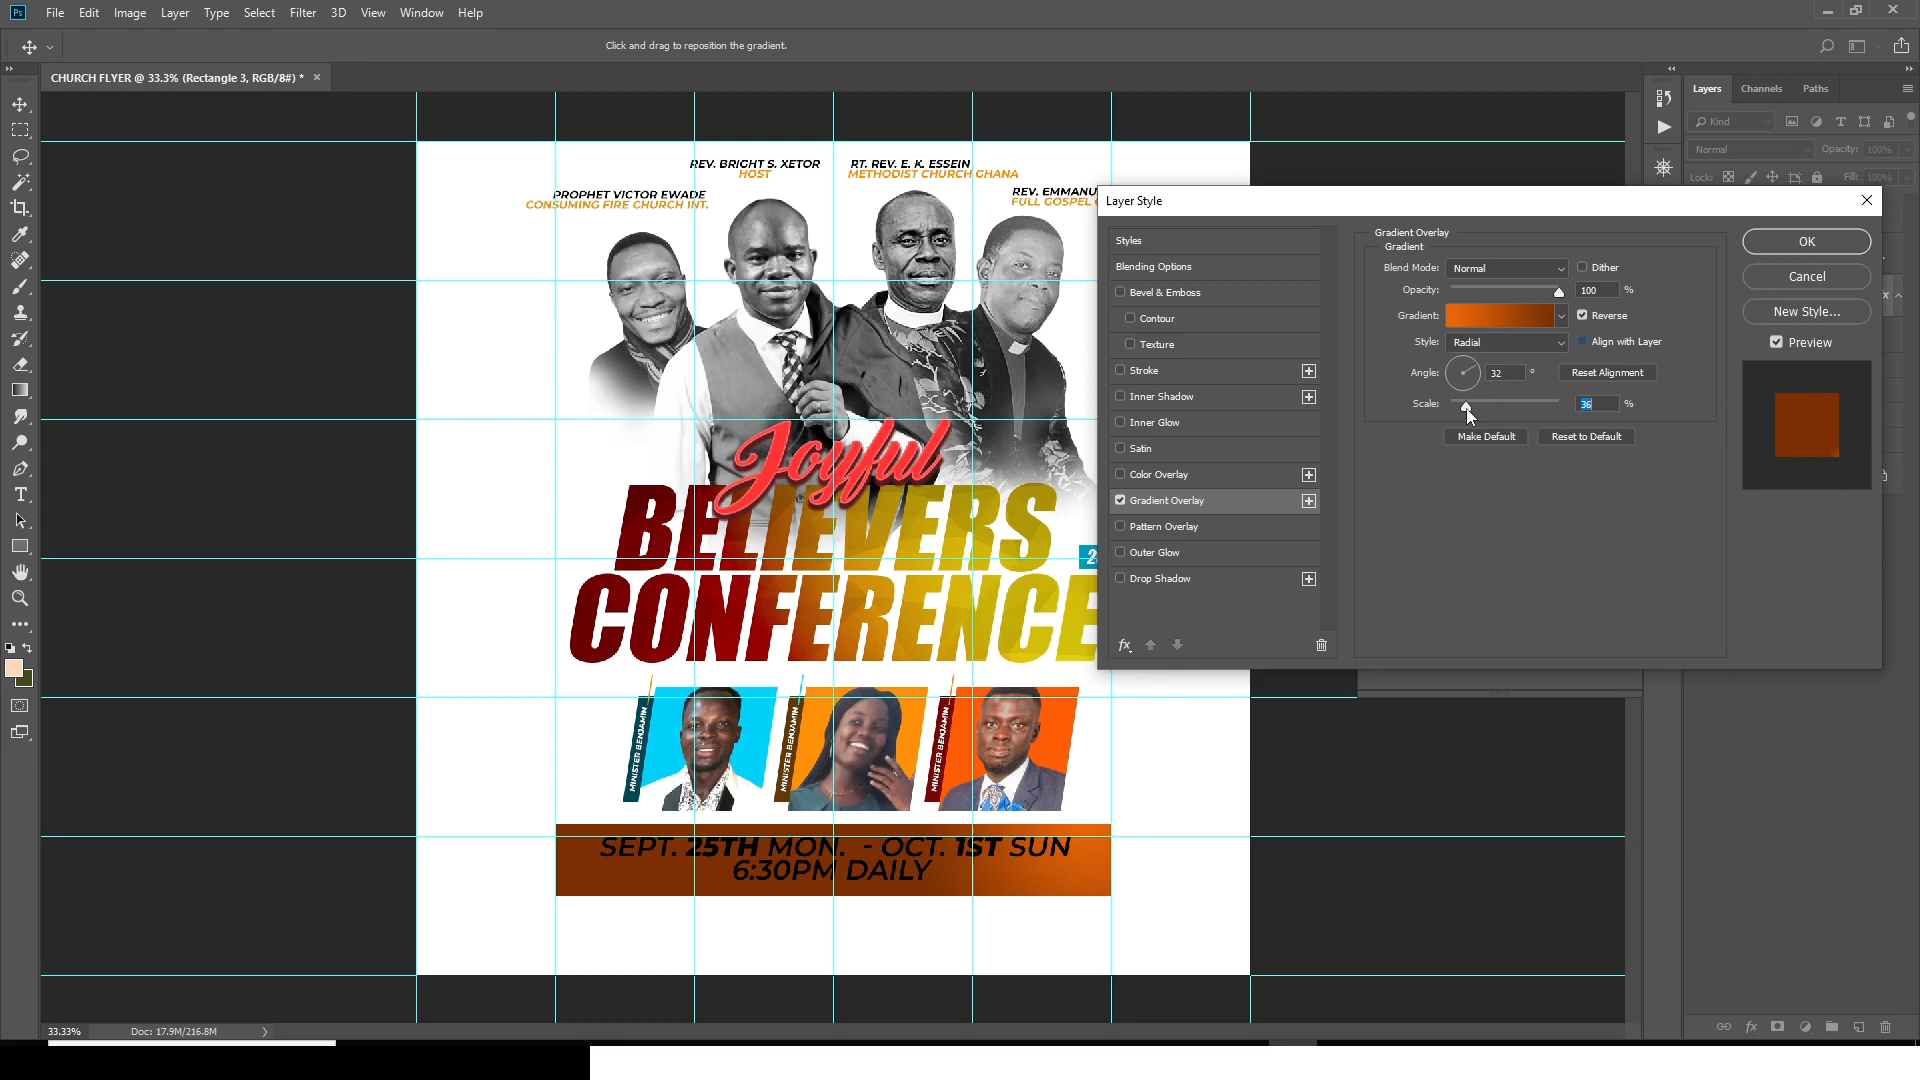 Ps File Edit Image Layer Type Select Filter 3D View Window Help
Click and drag to reposition the gradient.
CHURCH FLYER @ 33.3% (Rectangle 3, RGB/8#) * ×
Layers Channels Paths
Kind
Normal Opacity: 100%
Lock: Fill: 100%
REV. BRIGHT S. XETOR
HOST
RT. REV. E. K. ESSEIN
METHODIST CHURCH GHANA
PROPHET VICTOR EWADE
CONSUMING FIRE CHURCH INT.
REV. EMMANU
FULL GOSPEL
Joyful
BELIEVERS
CONFERENCE
MINISTER BENJAMIN
MINISTER BENJAMIN
MINISTER BENJAMIN
SEPT. 25TH MON. - OCT. 1ST SUN
6:30PM DAILY
Layer Style
Styles
Blending Options
Bevel & Emboss
Contour
Texture
Stroke
Inner Shadow
Inner Glow
Satin
Color Overlay
Gradient Overlay
Pattern Overlay
Outer Glow
Drop Shadow
fx
Gradient Overlay
Gradient
Blend Mode: Normal Dither
Opacity: 100 %
Gradient: Reverse
Style: Radial Align with Layer
Angle: 32 ° Reset Alignment
Scale: 36 %
Make Default Reset to Default
OK
Cancel
New Style...
Preview
33.33% Doc: 17.9M/216.8M
fx